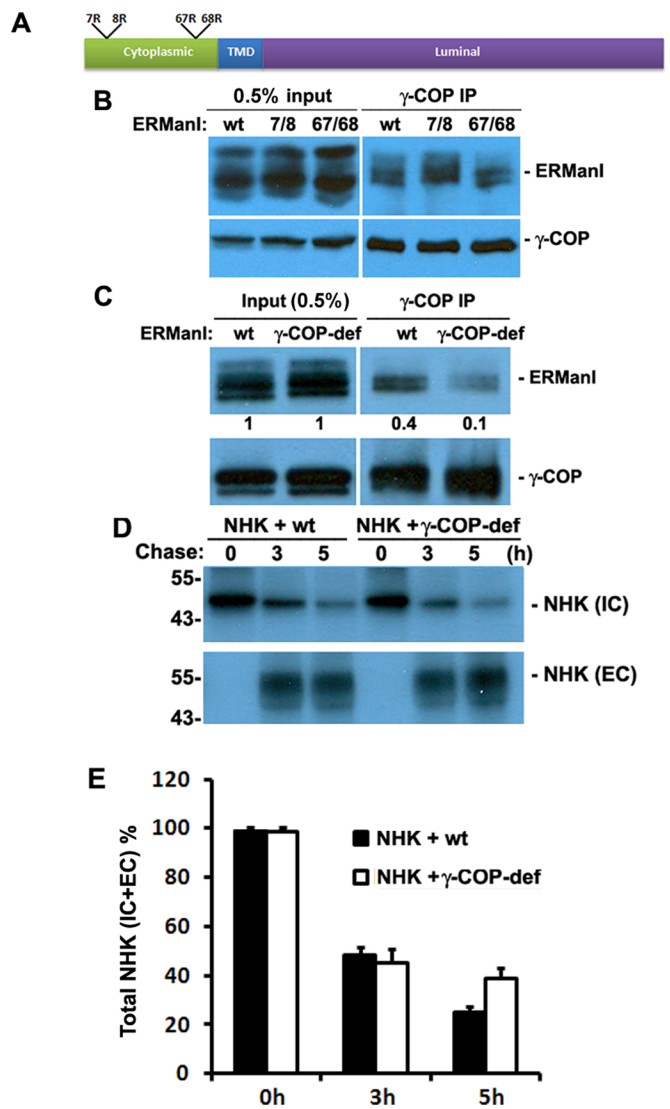 A
7R 8R 67R 68R
Cytoplasmic TMD Luminal
B
0.5% input γ-COP IP
ERManI: wt 7/8 67/68 wt 7/8 67/68
- ERManI
- γ-COP
C
Input (0.5%) γ-COP IP
ERManI: wt γ-COP-def wt γ-COP-def
- ERManI
1 1 0.4 0.1
- γ-COP
D
NHK + wt NHK + γ-COP-def
Chase: 0 3 5 0 3 5 (h)
55-
- NHK (IC)
43-
55-
- NHK (EC)
43-
E
Total NHK (IC+EC) %
120
100
80
60
40
20
0
NHK + wt
NHK + γ-COP-def
0h 3h 5h